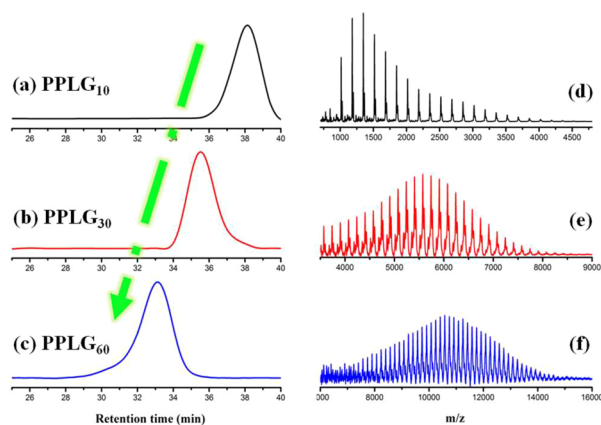 (a) PPLG10
26 28 30 32 34 36 38 40
(d)
1000 1500 2000 2500 3000 3500 4000 4500
(b) PPLG30
26 28 30 32 34 36 38 40
(e)
4000 5000 6000 7000 8000 9000
(c) PPLG60
26 28 30 32 34 36 38 40
Retention time (min)
(f)
8000 10000 12000 14000 16000
m/z